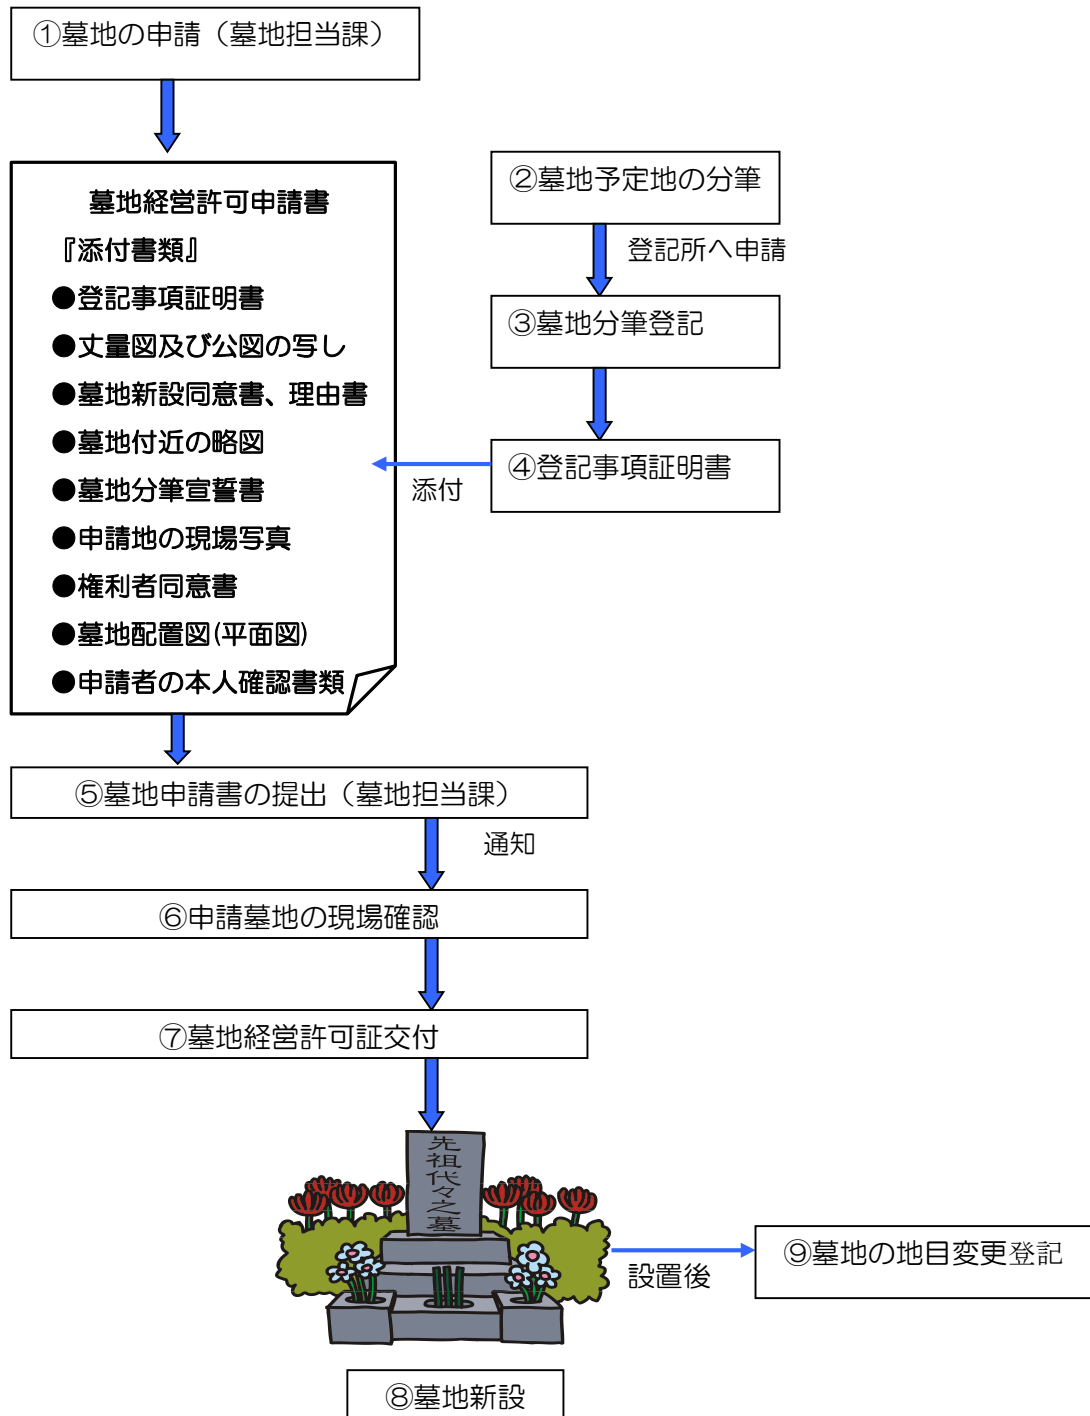 ①墓地の申請（墓地担当課）
墓地経営許可申請書
『添付書類』
●登記事項証明書
●丈量図及び公図の写し
●墓地新設同意書、理由書
●墓地付近の略図
●墓地分筆宣誓書
●申請地の現場写真
●権利者同意書
●墓地配置図(平面図)
●申請者の本人確認書類
②墓地予定地の分筆
登記所へ申請
③墓地分筆登記
④登記事項証明書
添付
⑤墓地申請書の提出（墓地担当課）
通知
⑥申請墓地の現場確認
⑦墓地経営許可証交付
先祖代々之墓
設置後
⑨墓地の地目変更登記
⑧墓地新設